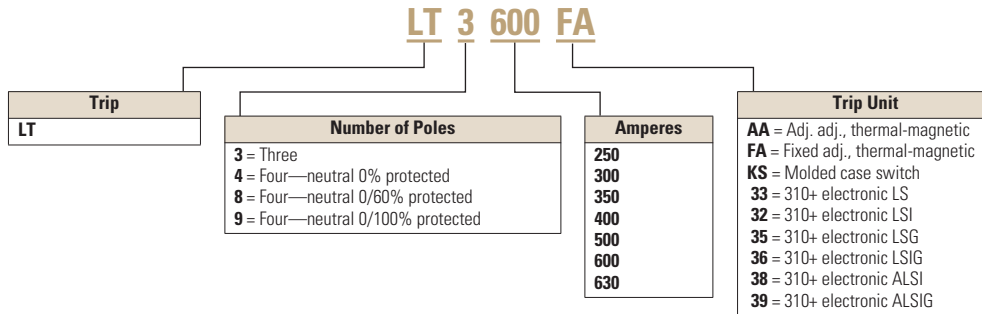 LT 3 600 FA
Trip
LT
Number of Poles
3 = Three
4 = Four—neutral 0% protected
8 = Four—neutral 0/60% protected
9 = Four—neutral 0/100% protected
Amperes
250
300
350
400
500
600
630
Trip Unit
AA = Adj. adj., thermal-magnetic
FA = Fixed adj., thermal-magnetic
KS = Molded case switch
33 = 310+ electronic LS
32 = 310+ electronic LSI
35 = 310+ electronic LSG
36 = 310+ electronic LSIG
38 = 310+ electronic ALSI
39 = 310+ electronic ALSIG